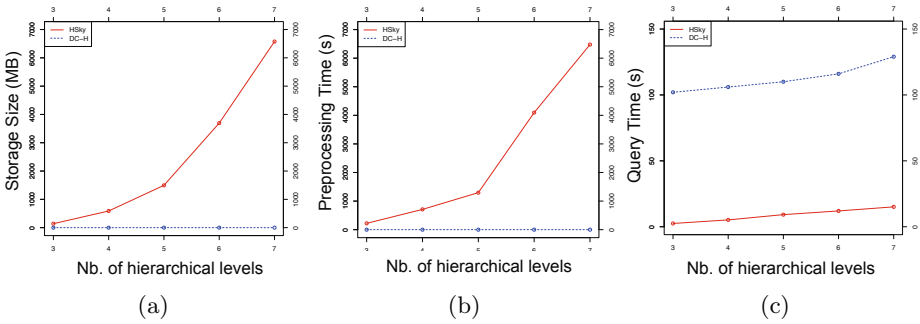 3 4 5 6 7
HSky
DC-H
Storage Size (MB)
0 1000 2000 3000 4000 5000 6000 7000
0 1000 2000 3000 4000 5000 6000 7000
3 4 5 6 7
Nb. of hierarchical levels
(a)
3 4 5 6 7
HSky
DC-H
Preprocessing Time (s)
0 1000 2000 3000 4000 5000 6000 7000
0 1000 2000 3000 4000 5000 6000 7000
3 4 5 6 7
Nb. of hierarchical levels
(b)
3 4 5 6 7
HSky
DC-H
Query Time (s)
0 50 100 150
0 50 100 150
3 4 5 6 7
Nb. of hierarchical levels
(c)